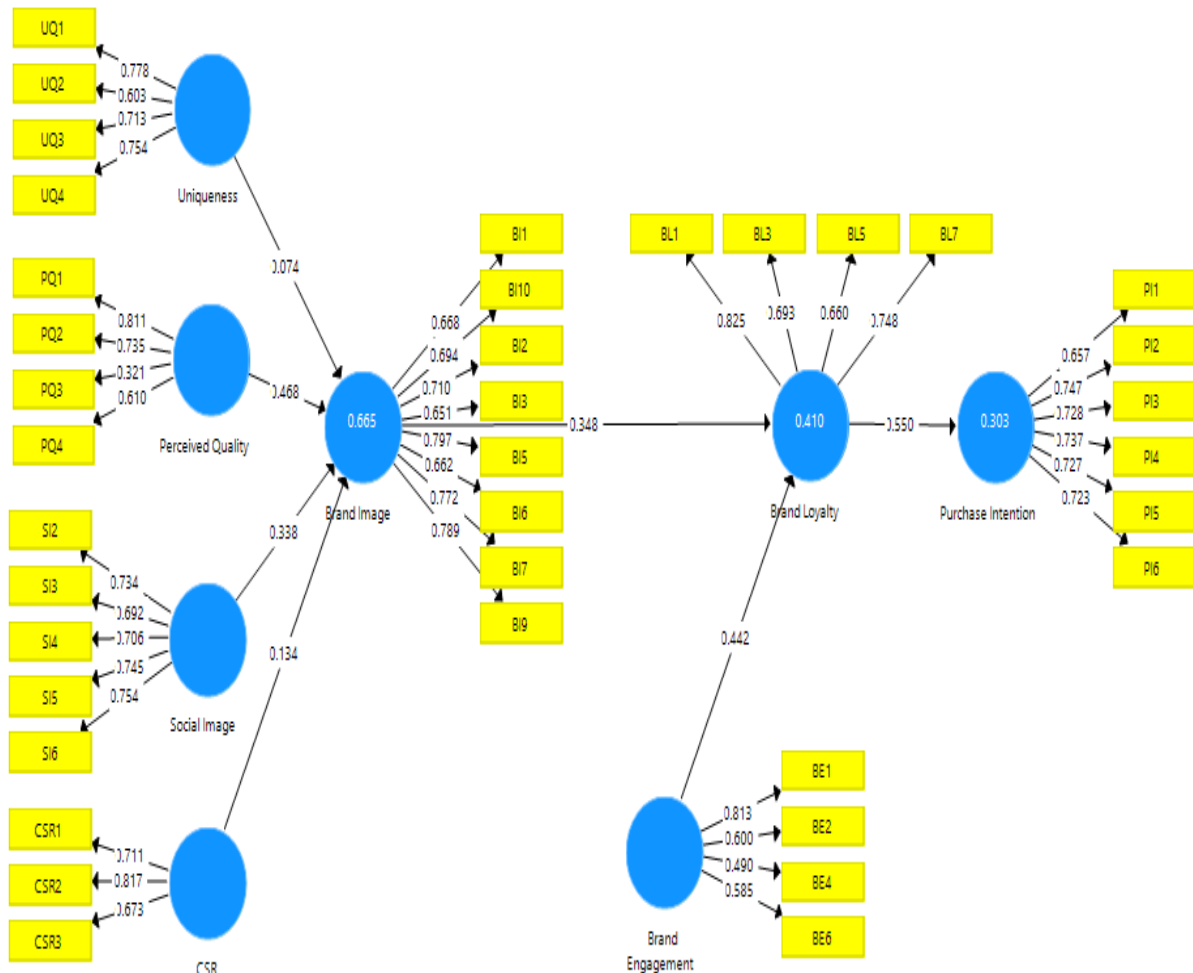 UQ1
UQ2
UQ3
UQ4
0.778
0.603
0.713
0.754
Uniqueness
0.074
PQ1
PQ2
PQ3
PQ4
0.811
0.735
0.321
0.610
Perceived Quality
0.468
SI2
SI3
SI4
SI5
SI6
0.734
0.692
0.706
0.745
0.754
Social Image
0.338
CSR1
CSR2
CSR3
0.711
0.817
0.673
CSR
0.134
0.665
Brand Image
BI1
BI10
BI2
BI3
BI5
BI6
BI7
BI9
0.668
0.694
0.710
0.651
0.797
0.662
0.772
0.789
0.348
BL1
BL3
BL5
BL7
0.825
0.693
0.660
0.748
0.410
Brand Loyalty
0.550
0.303
Purchase Intention
PI1
PI2
PI3
PI4
PI5
PI6
0.657
0.747
0.728
0.737
0.727
0.723
0.442
Brand
Engagement
BE1
BE2
BE4
BE6
0.813
0.600
0.490
0.585